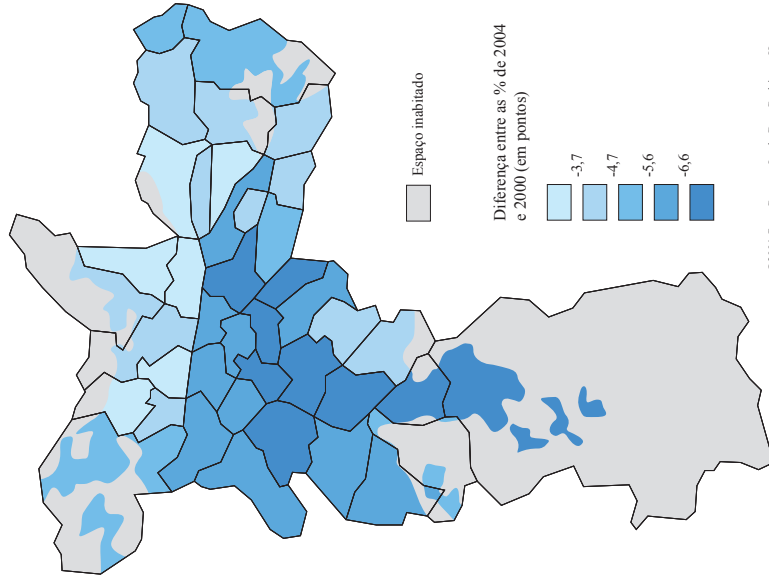 Espaço inabitado
Diferença entre as % de 2004
e 2000 (em pontos)
-3,7
-4,7
-5,6
-6,6